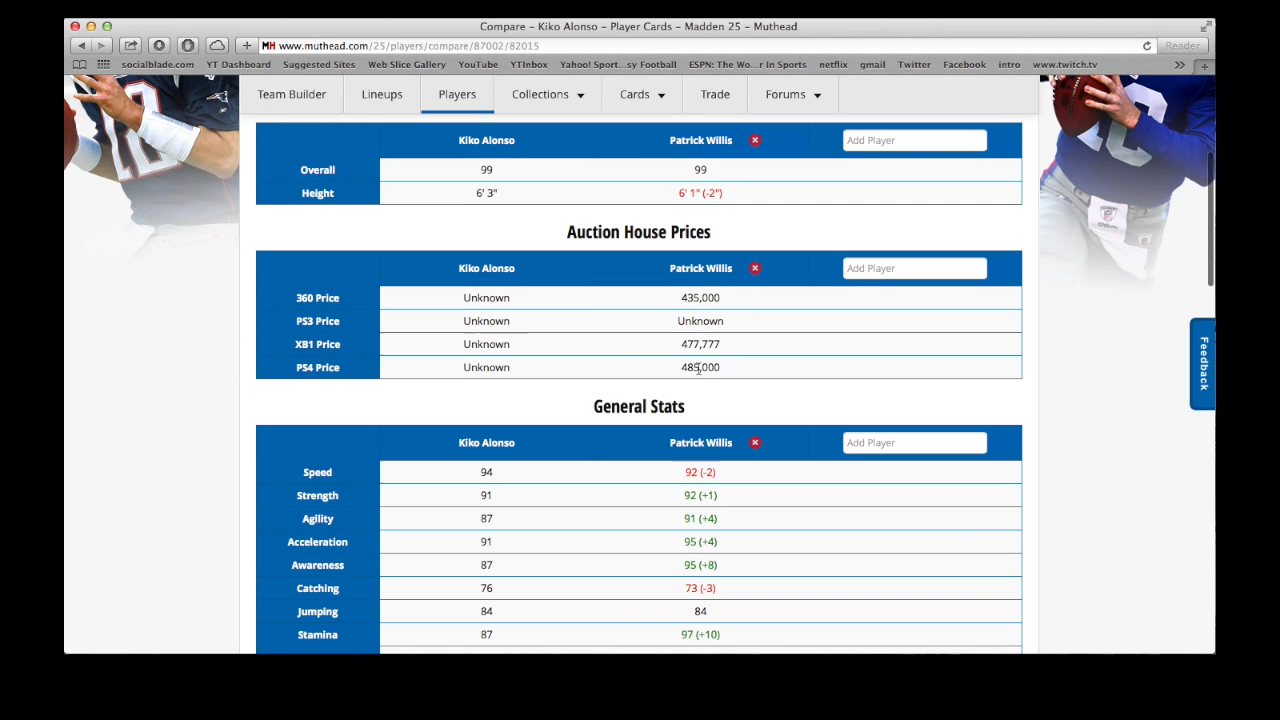 Compare – Kiko Alonso – Player Cards – Madden 25 – Muthead
MH www.muthead.com/25/players/compare/87002/82015 Reader
socialblade.com YT Dashboard Suggested Sites Web Slice Gallery YouTube YTInbox Yahoo! Sport...sy Football ESPN: The Wo...r In Sports netflix gmail Twitter Facebook intro www.twitch.tv
Team Builder Lineups Players Collections Cards Trade Forums
Kiko Alonso Patrick Willis Add Player
Overall 99 99
Height 6' 3" 6' 1" (-2")
Auction House Prices
Kiko Alonso Patrick Willis Add Player
360 Price Unknown 435,000
PS3 Price Unknown Unknown
XB1 Price Unknown 477,777
PS4 Price Unknown 485,000
General Stats
Kiko Alonso Patrick Willis Add Player
Speed 94 92 (-2)
Strength 91 92 (+1)
Agility 87 91 (+4)
Acceleration 91 95 (+4)
Awareness 87 95 (+8)
Catching 76 73 (-3)
Jumping 84 84
Stamina 87 97 (+10)
Feedback
12
10